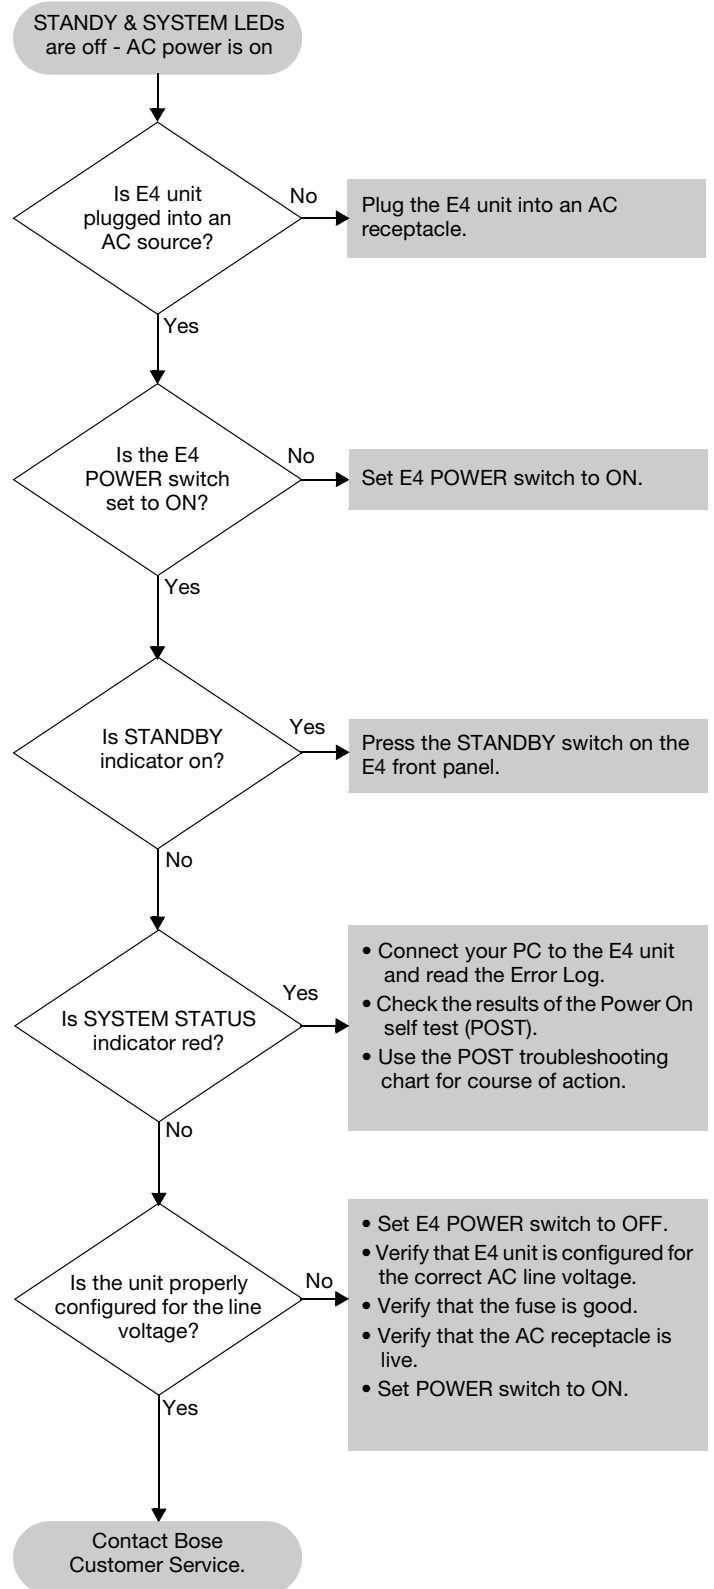 STANDY & SYSTEM LEDs
are off - AC power is on
Is E4 unit
plugged into an
AC source?
No
Plug the E4 unit into an AC
receptacle.
Yes
Is the E4
POWER switch
set to ON?
No
Set E4 POWER switch to ON.
Yes
Is STANDBY
indicator on?
Yes
Press the STANDBY switch on the
E4 front panel.
No
Is SYSTEM STATUS
indicator red?
Yes
• Connect your PC to the E4 unit
and read the Error Log.
• Check the results of the Power On
self test (POST).
• Use the POST troubleshooting
chart for course of action.
No
Is the unit properly
configured for the line
voltage?
No
• Set E4 POWER switch to OFF.
• Verify that E4 unit is configured for
the correct AC line voltage.
• Verify that the fuse is good.
• Verify that the AC receptacle is
live.
• Set POWER switch to ON.
Yes
Contact Bose
Customer Service.